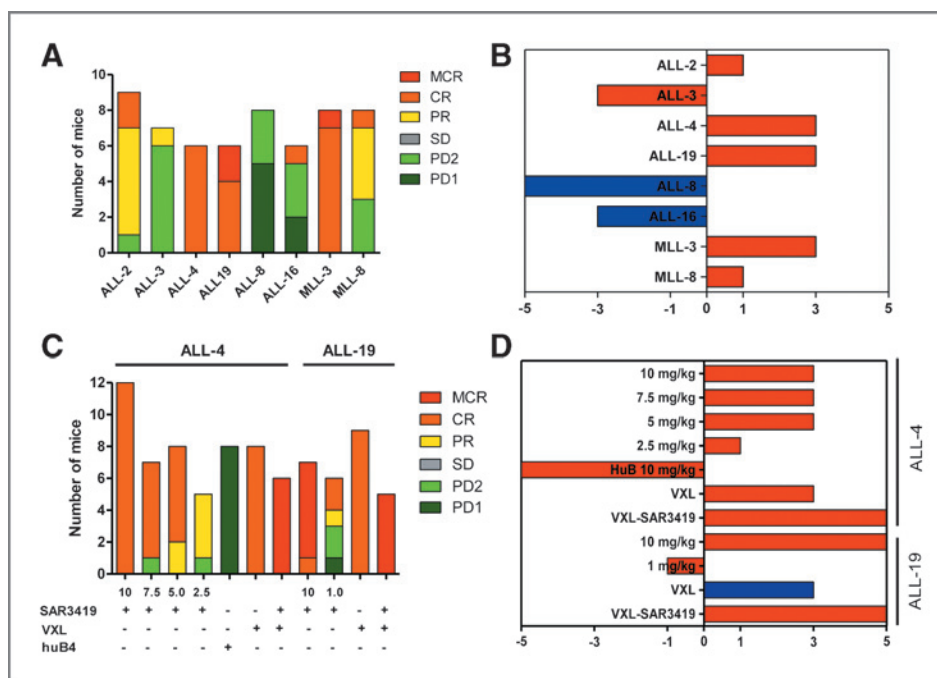 A
Number of mice
10
8
6
4
2
0
ALL-2
ALL-3
ALL-4
ALL19
ALL-8
ALL-16
MLL-3
MLL-8
MCR
CR
PR
SD
PD2
PD1
B
ALL-2
ALL-3
ALL-4
ALL-19
ALL-8
ALL-16
MLL-3
MLL-8
-5 -3 -1 0 1 3 5
C
ALL-4 ALL-19
Number of mice
12
10
8
6
4
2
0
MCR
CR
PR
SD
PD2
PD1
10 7.5 5.0 2.5 10 1.0
SAR3419 + + + + - - + + + - +
VXL - - - - - + + - - + +
huB4 - - - - + - - - - - -
D
10 mg/kg
7.5 mg/kg
5 mg/kg
2.5 mg/kg
HuB 10 mg/kg
VXL
VXL-SAR3419
10 mg/kg
1 mg/kg
VXL
VXL-SAR3419
ALL-4
ALL-19
-5 -3 -1 0 1 3 5